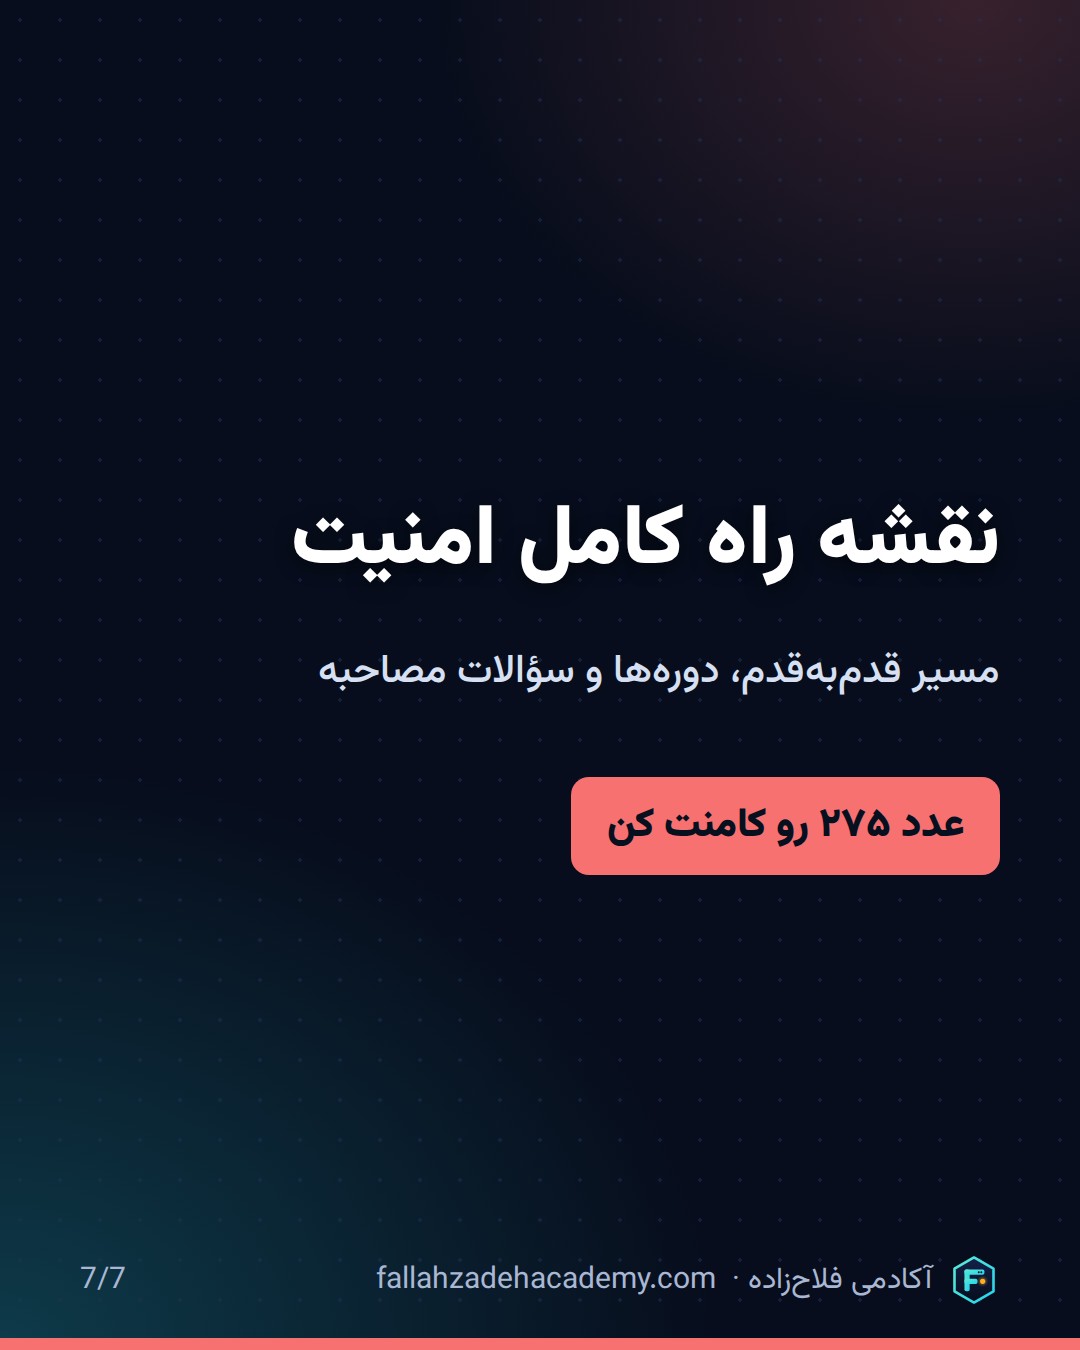 نقشه راه کامل امنیت
مسیر قدم‌به‌قدم، دوره‌ها و سؤالات مصاحبه
عدد ۲۷۵ رو کامنت کن
آکادمی فلاح‌زاده · fallahzadehacademy.com
7/7